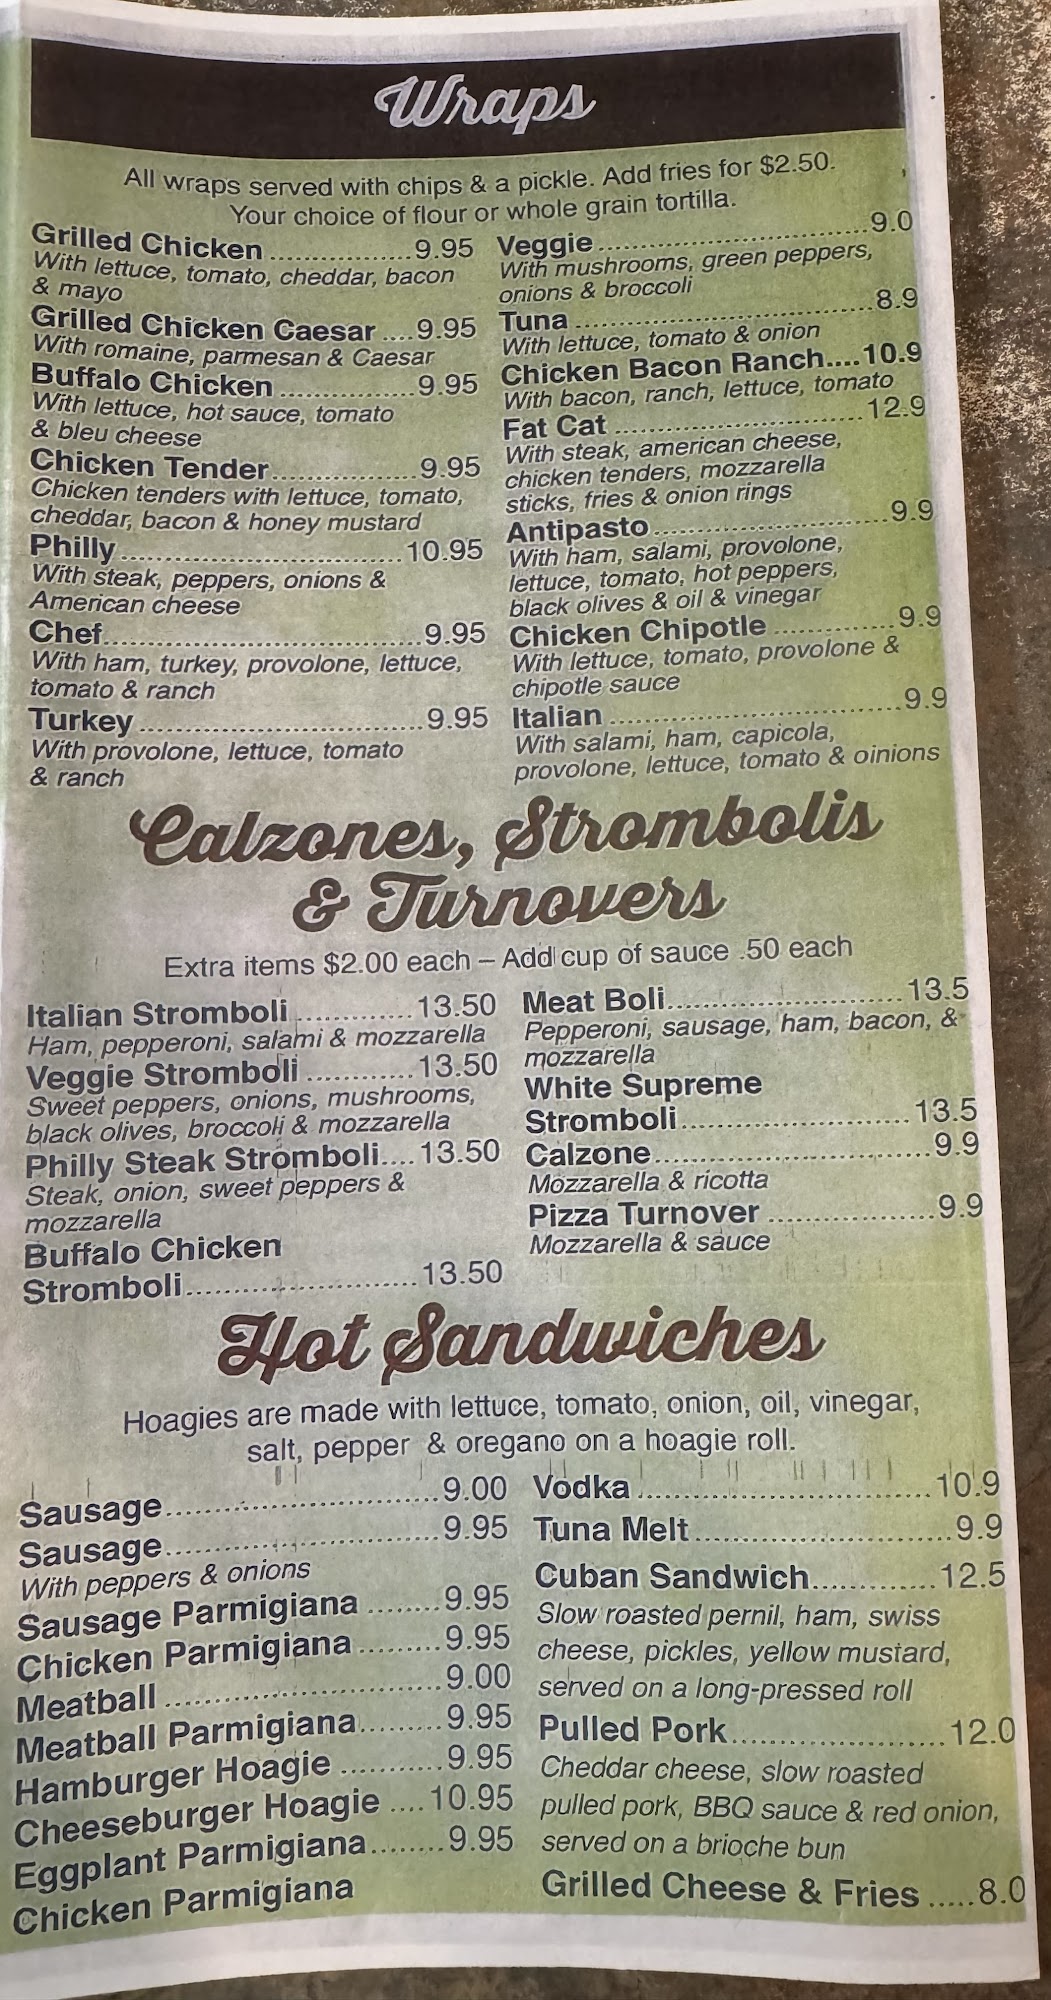 Wraps
All wraps served with chips & a pickle. Add fries for $2.50.
Your choice of flour or whole grain tortilla.
Grilled Chicken ................. 9.95
With lettuce, tomato, cheddar, bacon
& mayo
Grilled Chicken Caesar .... 9.95
With romaine, parmesan & Caesar
Buffalo Chicken ................ 9.95
With lettuce, hot sauce, tomato
& bleu cheese
Chicken Tender................. 9.95
Chicken tenders with lettuce, tomato,
cheddar, bacon & honey mustard
Philly.................................. 10.95
With steak, peppers, onions &
American cheese
Chef...................................... 9.95
With ham, turkey, provolone, lettuce,
tomato & ranch
Turkey .................................. 9.95
With provolone, lettuce, tomato
& ranch
Veggie ................................ 9.0
With mushrooms, green peppers,
onions & broccoli
Tuna ................................... 8.9
With lettuce, tomato & onion
Chicken Bacon Ranch.... 10.9
With bacon, ranch, lettuce, tomato
Fat Cat .............................. 12.9
With steak, american cheese,
chicken tenders, mozzarella
sticks, fries & onion rings
Antipasto ............................ 9.9
With ham, salami, provolone,
lettuce, tomato, hot peppers,
black olives & oil & vinegar
Chicken Chipotle .............. 9.9
With lettuce, tomato, provolone &
chipotle sauce
Italian ................................... 9.9
With salami, ham, capicola,
provolone, lettuce, tomato & oinions
Calzones, Strombolis
& Turnovers
Extra items $2.00 each – Add cup of sauce .50 each
Italian Stromboli .............. 13.50
Ham, pepperoni, salami & mozzarella
Veggie Stromboli ............. 13.50
Sweet peppers, onions, mushrooms,
black olives, broccoli & mozzarella
Philly Steak Stromboli.... 13.50
Steak, onion, sweet peppers &
mozzarella
Buffalo Chicken
Stromboli........................... 13.50
Meat Boli............................ 13.5
Pepperoni, sausage, ham, bacon, &
mozzarella
White Supreme
Stromboli........................... 13.5
Calzone................................. 9.9
Mozzarella & ricotta
Pizza Turnover .................... 9.9
Mozzarella & sauce
Hot Sandwiches
Hoagies are made with lettuce, tomato, onion, oil, vinegar,
salt, pepper & oregano on a hoagie roll.
Sausage................................ 9.00
Sausage................................ 9.95
With peppers & onions
Sausage Parmigiana ........ 9.95
Chicken Parmigiana ......... 9.95
Meatball ................................ 9.00
Meatball Parmigiana......... 9.95
Hamburger Hoagie ........... 9.95
Cheeseburger Hoagie .... 10.95
Eggplant Parmigiana........ 9.95
Chicken Parmigiana
Vodka .................................. 10.9
Tuna Melt.............................. 9.9
Cuban Sandwich............. 12.5
Slow roasted pernil, ham, swiss
cheese, pickles, yellow mustard,
served on a long-pressed roll
Pulled Pork........................ 12.0
Cheddar cheese, slow roasted
pulled pork, BBQ sauce & red onion,
served on a brioche bun
Grilled Cheese & Fries ..... 8.0